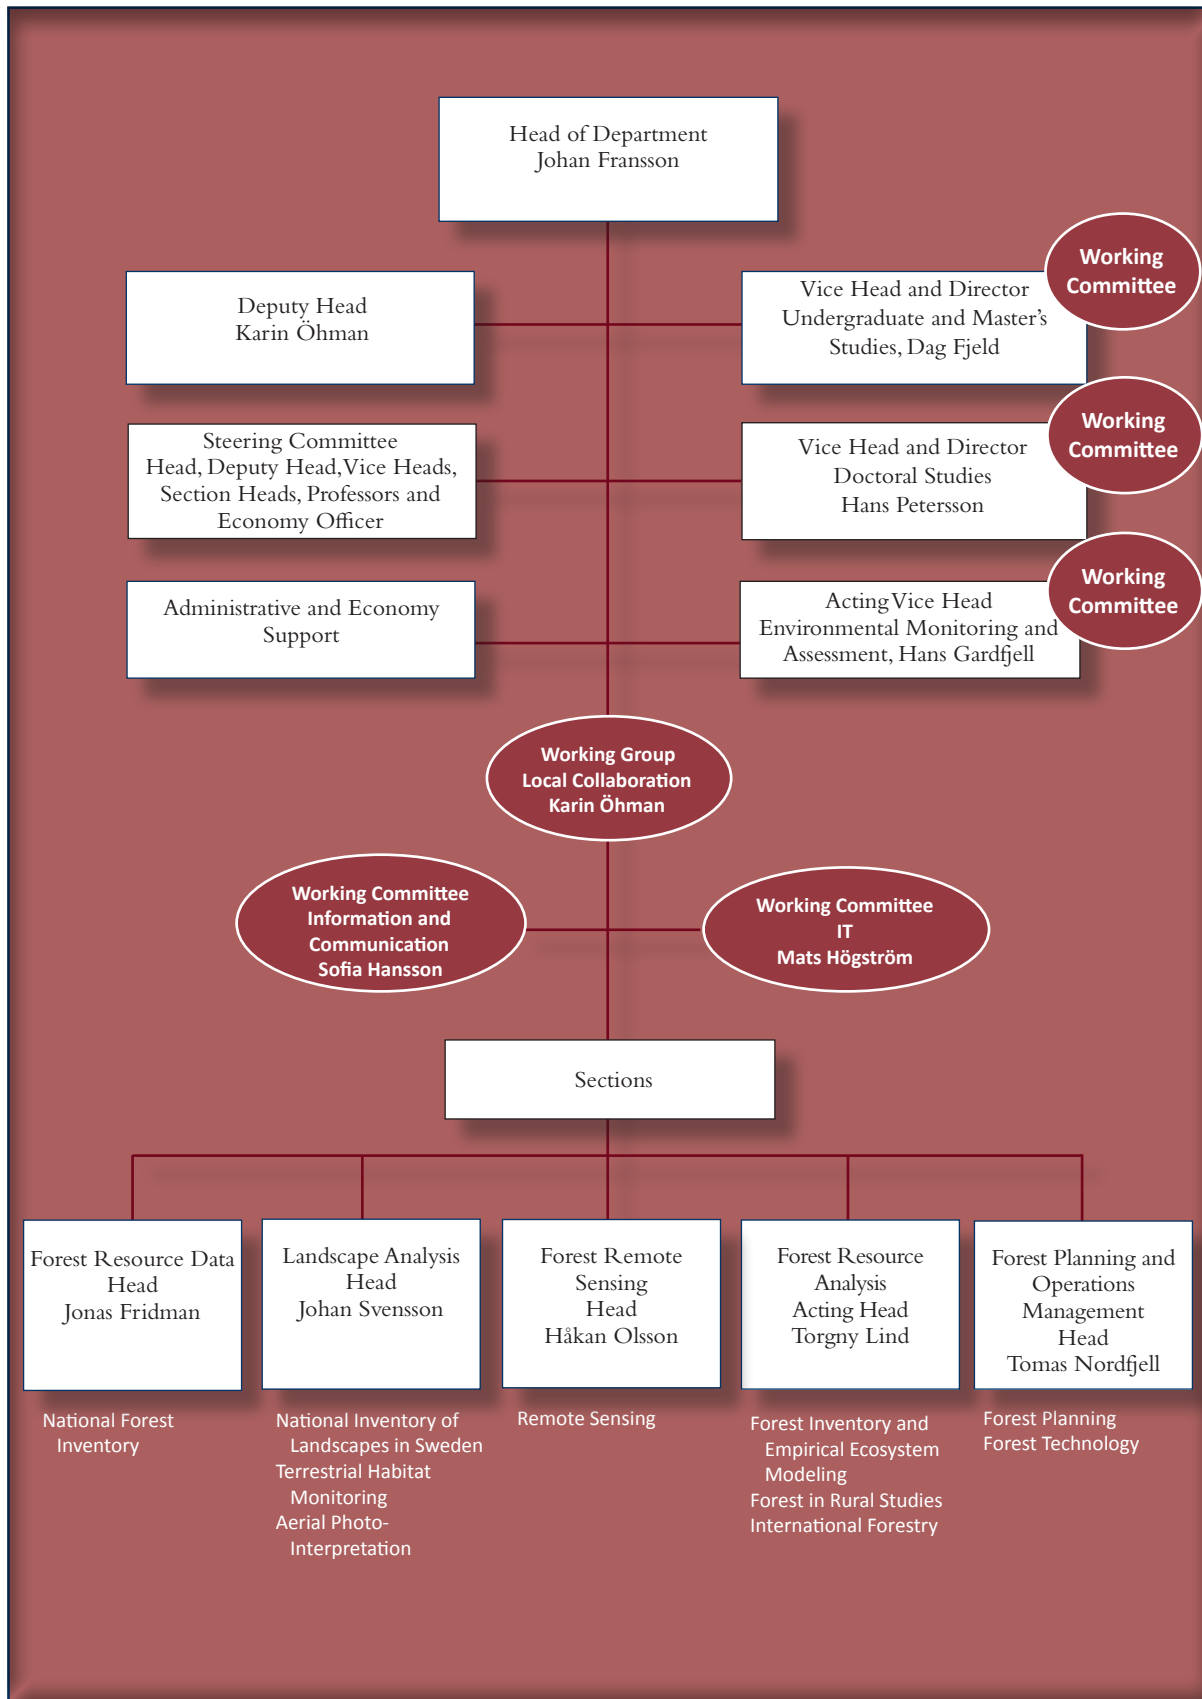 Head of Department
Johan Fransson
Deputy Head
Karin Öhman
Vice Head and Director
Undergraduate and Master's
Studies, Dag Fjeld
Working
Committee
Steering Committee
Head, Deputy Head, Vice Heads,
Section Heads, Professors and
Economy Officer
Vice Head and Director
Doctoral Studies
Hans Petersson
Working
Committee
Administrative and Economy
Support
Acting Vice Head
Environmental Monitoring and
Assessment, Hans Gardfjell
Working
Committee
Working Group
Local Collaboration
Karin Öhman
Working Committee
Information and
Communication
Sofia Hansson
Working Committee
IT
Mats Högström
Sections
Forest Resource Data
Head
Jonas Fridman
Landscape Analysis
Head
Johan Svensson
Forest Remote
Sensing
Head
Håkan Olsson
Forest Resource
Analysis
Acting Head
Torgny Lind
Forest Planning and
Operations
Management
Head
Tomas Nordfjell
National Forest
Inventory
National Inventory of
Landscapes in Sweden
Terrestrial Habitat
Monitoring
Aerial Photo-
Interpretation
Remote Sensing
Forest Inventory and
Empirical Ecosystem
Modeling
Forest in Rural Studies
International Forestry
Forest Planning
Forest Technology